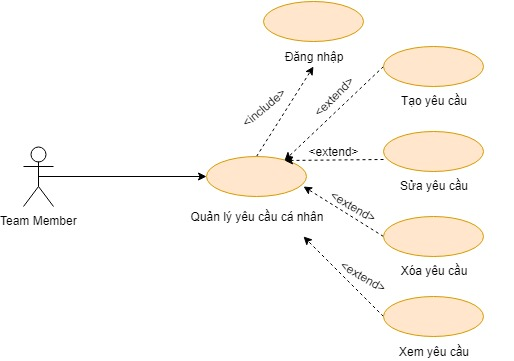 Đăng nhập
<include>
<extend>
Tạo yêu cầu
<extend>
Sửa yêu cầu
Team Member
Quản lý yêu cầu cá nhân
<extend>
Xóa yêu cầu
<extend>
Xem yêu cầu